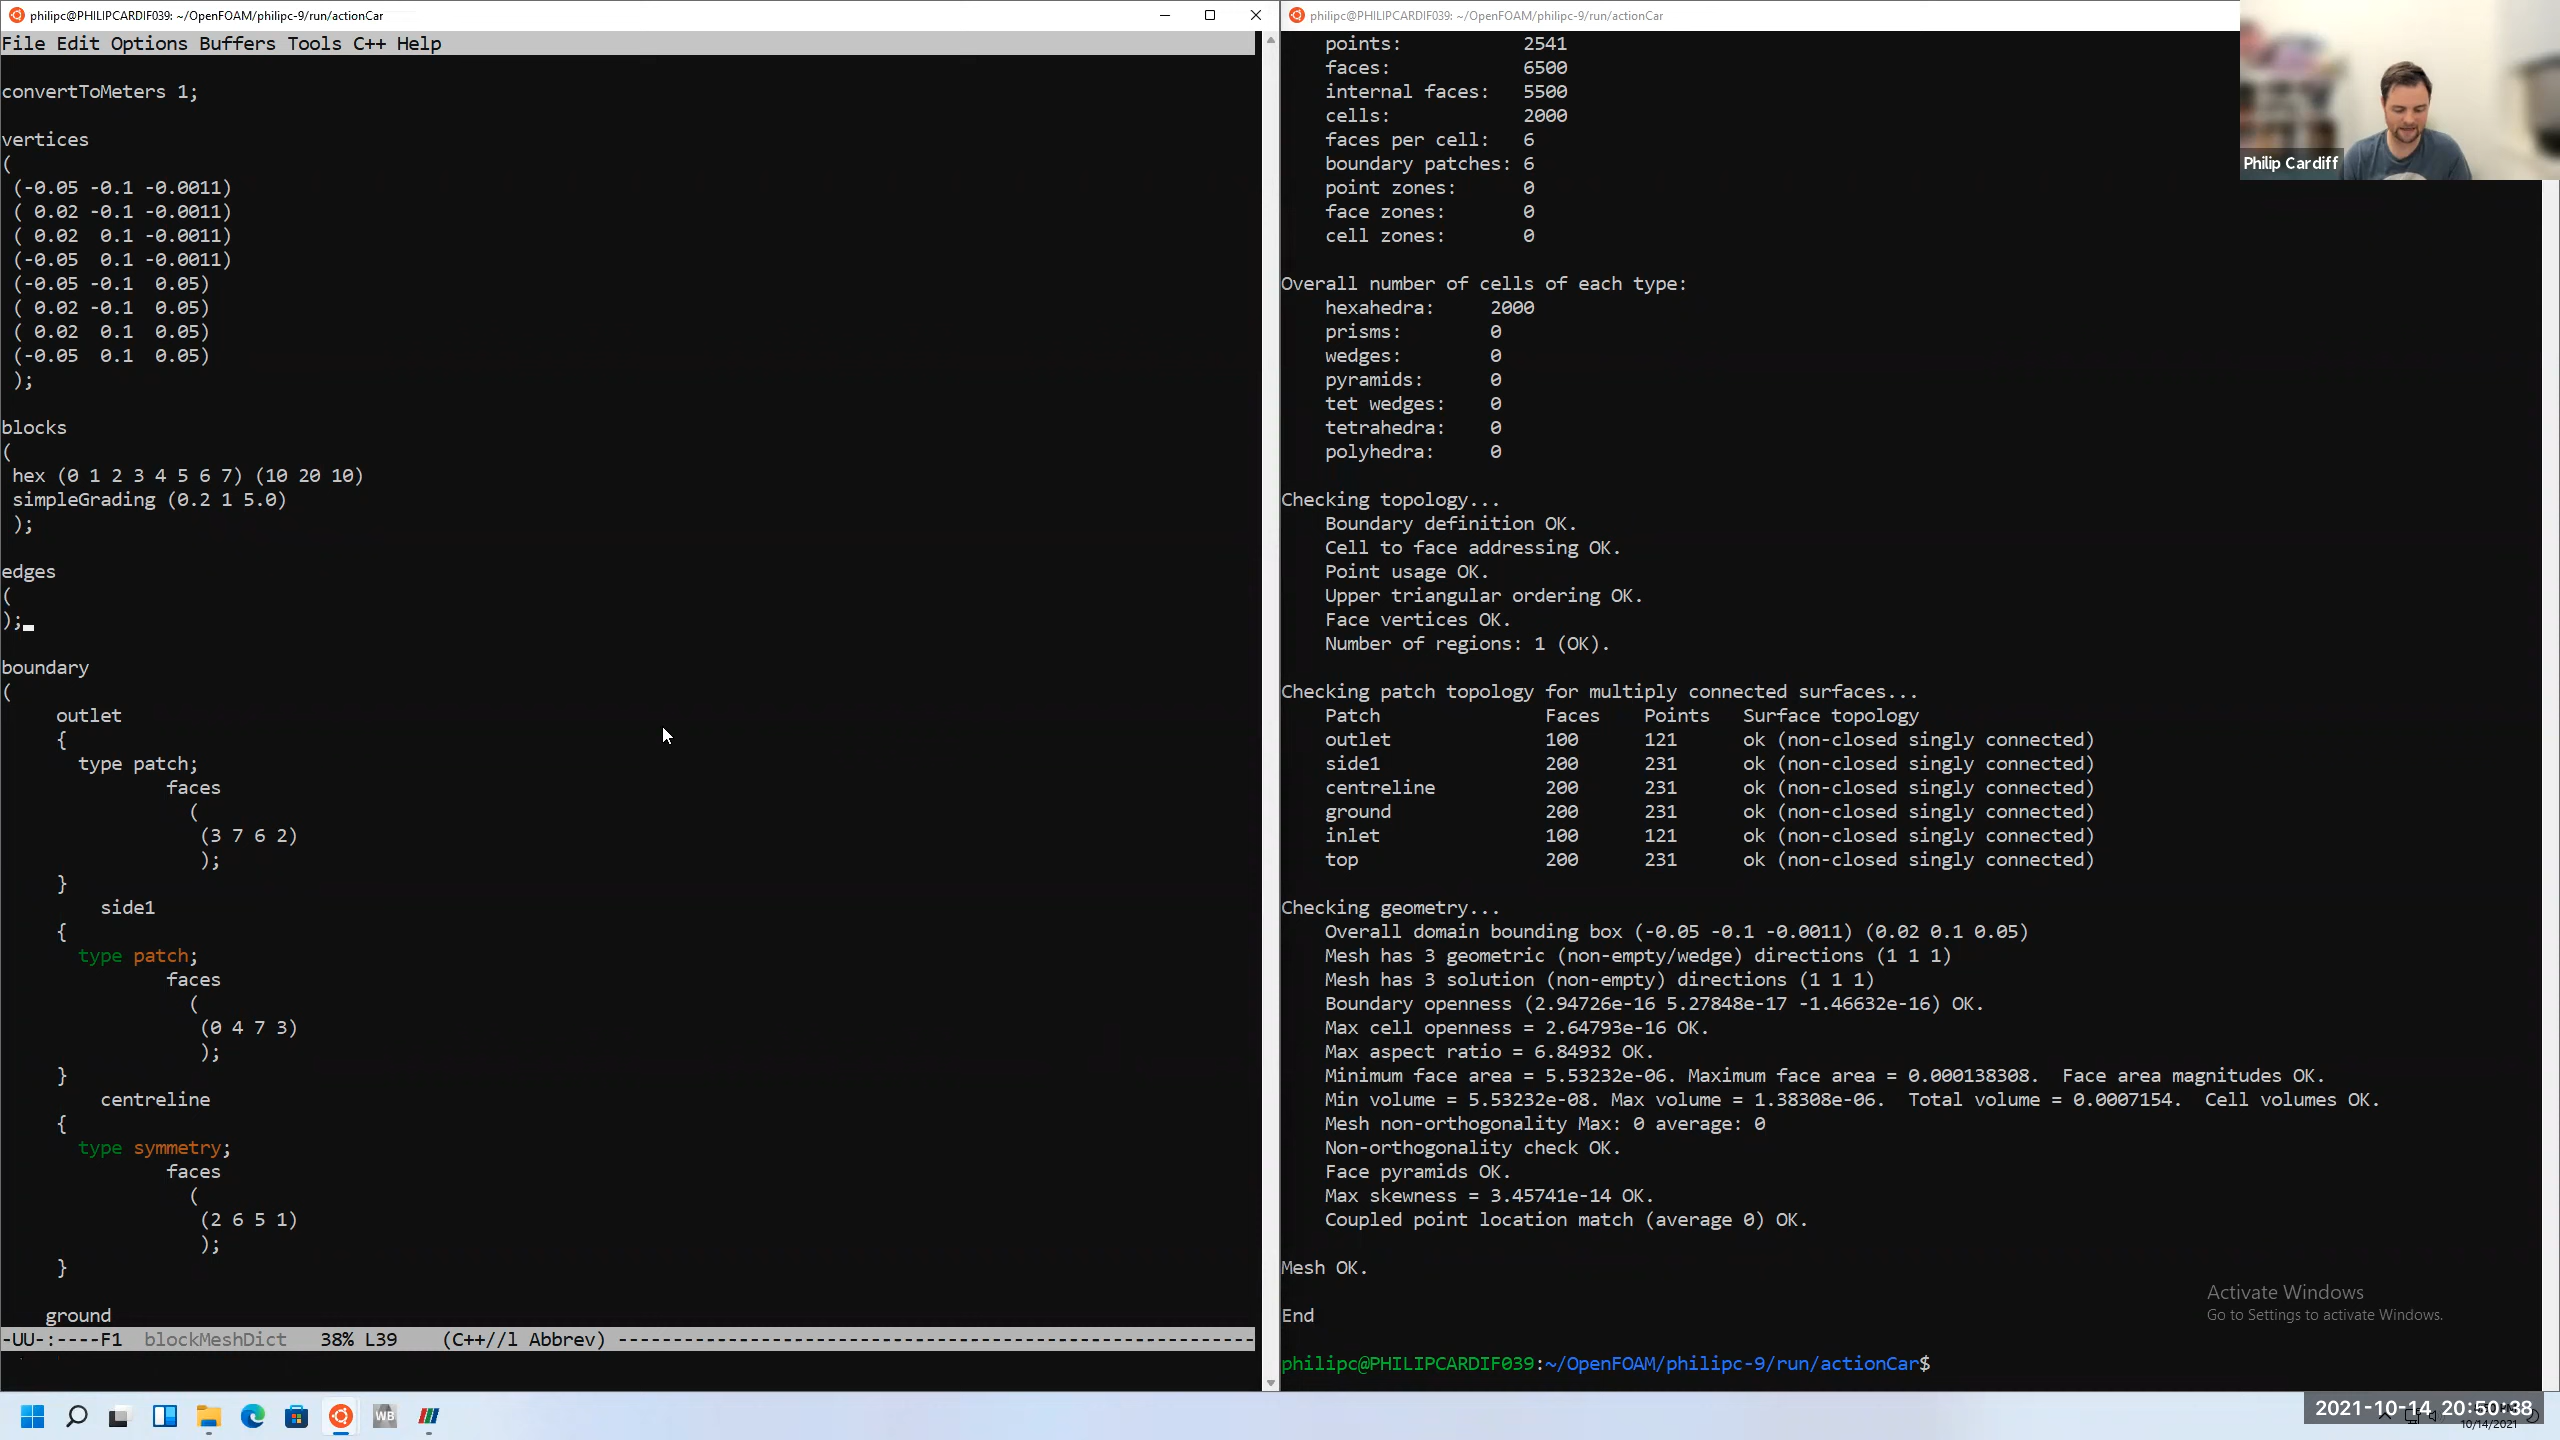 philipc@PHILIPCARDIF039: ~/OpenFOAM/philipc-9/run/actionCar
File Edit Options Buffers Tools C++ Help
convertToMeters 1;
vertices
(
(-0.05 -0.1 -0.0011)
( 0.02 -0.1 -0.0011)
( 0.02  0.1 -0.0011)
(-0.05  0.1 -0.0011)
(-0.05 -0.1  0.05)
( 0.02 -0.1  0.05)
( 0.02  0.1  0.05)
(-0.05  0.1  0.05)
);
blocks
(
hex (0 1 2 3 4 5 6 7) (10 20 10)
simpleGrading (0.2 1 5.0)
);
edges
(
);
boundary
(
outlet
{
type patch;
faces
(
(3 7 6 2)
);
}
side1
{
type patch;
faces
(
(0 4 7 3)
);
}
centreline
{
type symmetry;
faces
(
(2 6 5 1)
);
}
ground
-UU-:----F1  blockMeshDict   38% L39    (C++//l Abbrev) ----------------------------------------------------------
philipc@PHILIPCARDIF039: ~/OpenFOAM/philipc-9/run/actionCar
points:           2541
faces:            6500
internal faces:   5500
cells:            2000
faces per cell:   6
boundary patches: 6
point zones:      0
face zones:       0
cell zones:       0
Overall number of cells of each type:
hexahedra:     2000
prisms:        0
wedges:        0
pyramids:      0
tet wedges:    0
tetrahedra:    0
polyhedra:     0
Checking topology...
Boundary definition OK.
Cell to face addressing OK.
Point usage OK.
Upper triangular ordering OK.
Face vertices OK.
Number of regions: 1 (OK).
Checking patch topology for multiply connected surfaces...
Patch               Faces    Points   Surface topology
outlet              100      121      ok (non-closed singly connected)
side1               200      231      ok (non-closed singly connected)
centreline          200      231      ok (non-closed singly connected)
ground              200      231      ok (non-closed singly connected)
inlet               100      121      ok (non-closed singly connected)
top                 200      231      ok (non-closed singly connected)
Checking geometry...
Overall domain bounding box (-0.05 -0.1 -0.0011) (0.02 0.1 0.05)
Mesh has 3 geometric (non-empty/wedge) directions (1 1 1)
Mesh has 3 solution (non-empty) directions (1 1 1)
Boundary openness (2.94726e-16 5.27848e-17 -1.46632e-16) OK.
Max cell openness = 2.64793e-16 OK.
Max aspect ratio = 6.84932 OK.
Minimum face area = 5.53232e-06. Maximum face area = 0.000138308.  Face area magnitudes OK.
Min volume = 5.53232e-08. Max volume = 1.38308e-06.  Total volume = 0.0007154.  Cell volumes OK.
Mesh non-orthogonality Max: 0 average: 0
Non-orthogonality check OK.
Face pyramids OK.
Max skewness = 3.45741e-14 OK.
Coupled point location match (average 0) OK.
Mesh OK.
End
philipc@PHILIPCARDIF039:~/OpenFOAM/philipc-9/run/actionCar$
Philip Cardiff
Activate Windows
Go to Settings to activate Windows.
WB
2021-10-14 20:50:38
10/14/2021